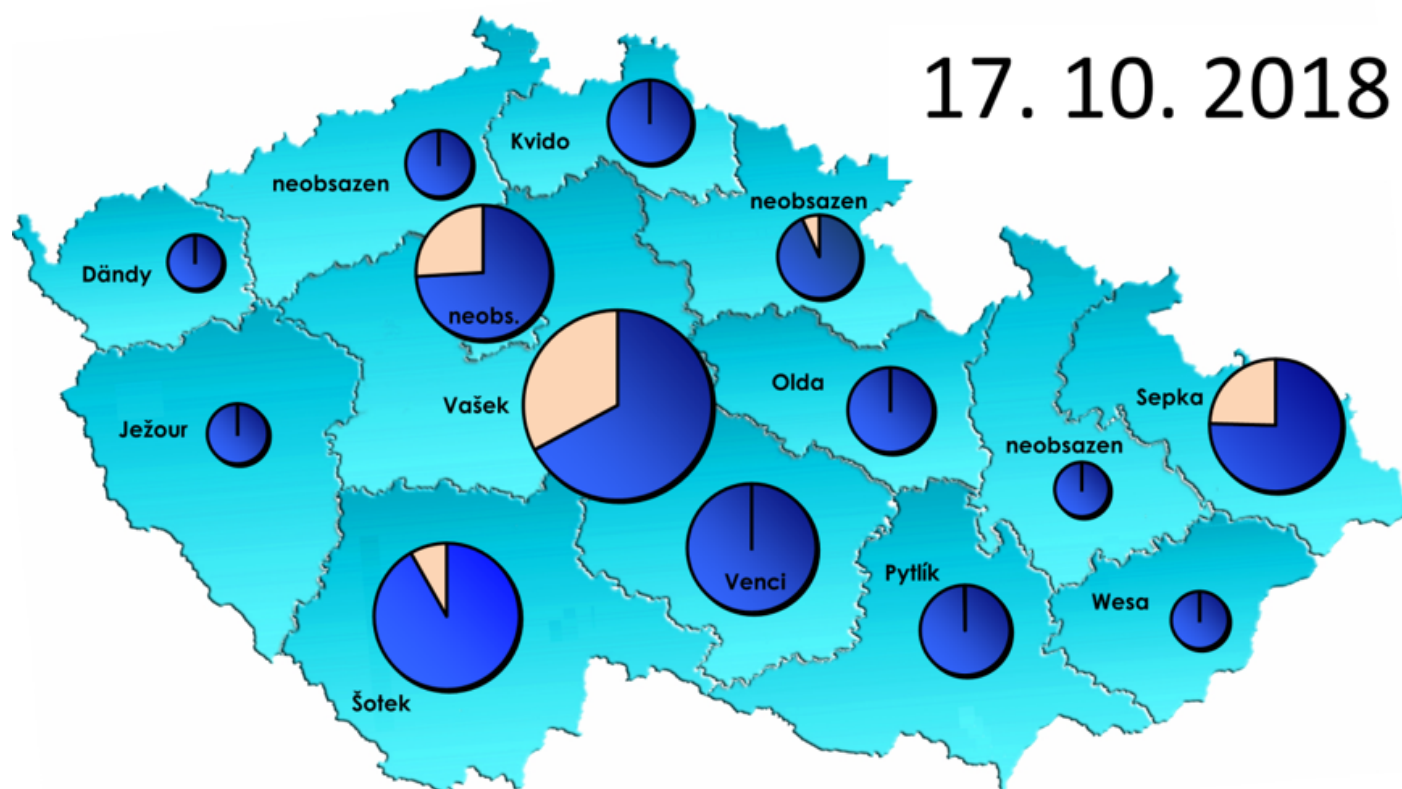 17. 10. 2018
Kvido
neobsazen
neobsazen
Dändy
neobs.
Olda
Vašek
Sepka
Ježour
neobsazen
Venci
Pytlík
Wesa
Šotek